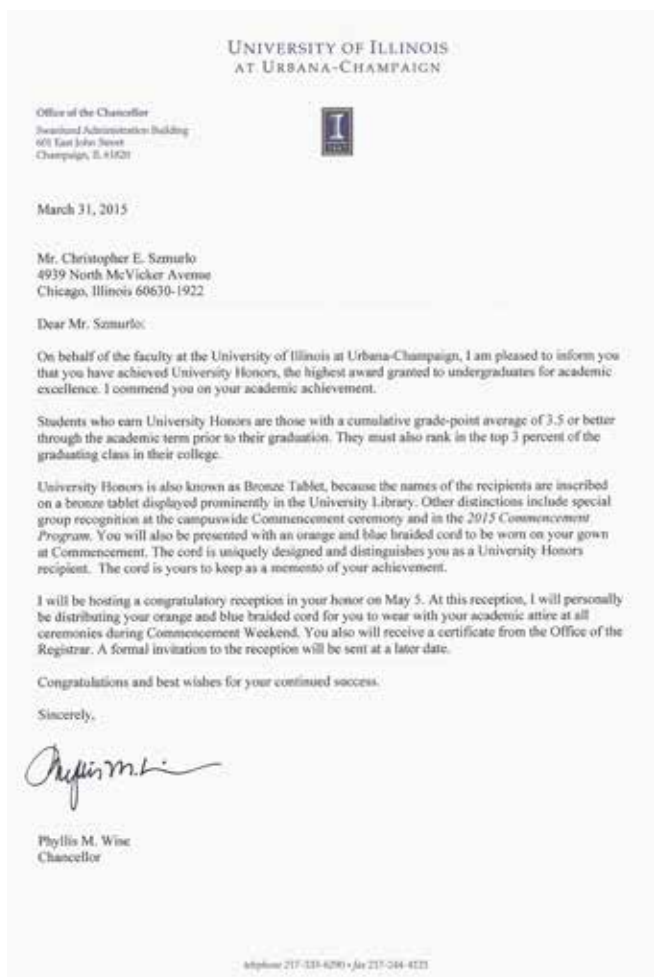 UNIVERSITY OF ILLINOIS
AT URBANA-CHAMPAIGN
Office of the Chancellor
Swanlund Administration Building
601 East John Street
Champaign, IL 61820
I
March 31, 2015
Mr. Christopher E. Szmurlo
4939 North McVicker Avenue
Chicago, Illinois 60630-1922
Dear Mr. Szmurlo:
On behalf of the faculty at the University of Illinois at Urbana-Champaign, I am pleased to inform you
that you have achieved University Honors, the highest award granted to undergraduates for academic
excellence. I commend you on your academic achievement.
Students who earn University Honors are those with a cumulative grade-point average of 3.5 or better
through the academic term prior to their graduation. They must also rank in the top 3 percent of the
graduating class in their college.
University Honors is also known as Bronze Tablet, because the names of the recipients are inscribed
on a bronze tablet displayed prominently in the University Library. Other distinctions include special
group recognition at the campuswide Commencement ceremony and in the 2015 Commencement
Program. You will also be presented with an orange and blue braided cord to be worn on your gown
at Commencement. The cord is uniquely designed and distinguishes you as a University Honors
recipient. The cord is yours to keep as a memento of your achievement.
I will be hosting a congratulatory reception in your honor on May 5. At this reception, I will personally
be distributing your orange and blue braided cord for you to wear with your academic attire at all
ceremonies during Commencement Weekend. You also will receive a certificate from the Office of the
Registrar. A formal invitation to the reception will be sent at a later date.
Congratulations and best wishes for your continued success.
Sincerely,
Phyllis M. Wise
Chancellor
telephone 217-333-6290 • fax 217-244-4121